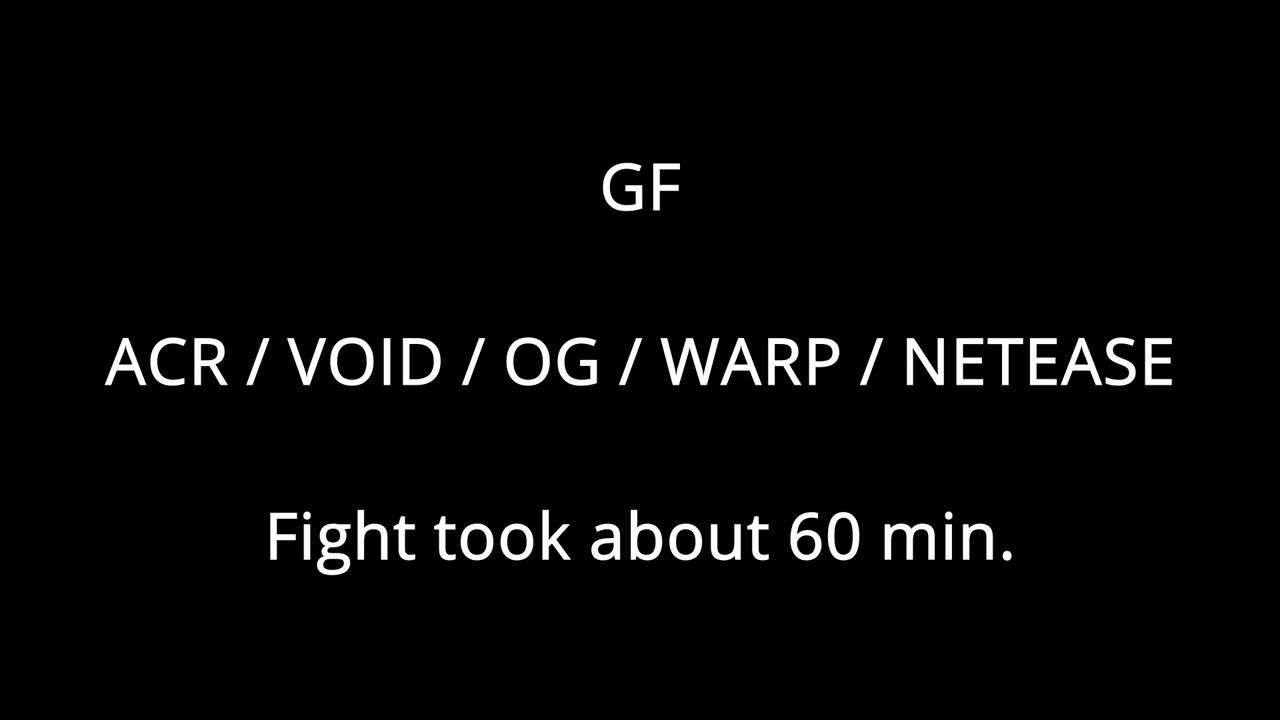 GF
ACR / VOID / OG / WARP / NETEASE
Fight took about 60 min.